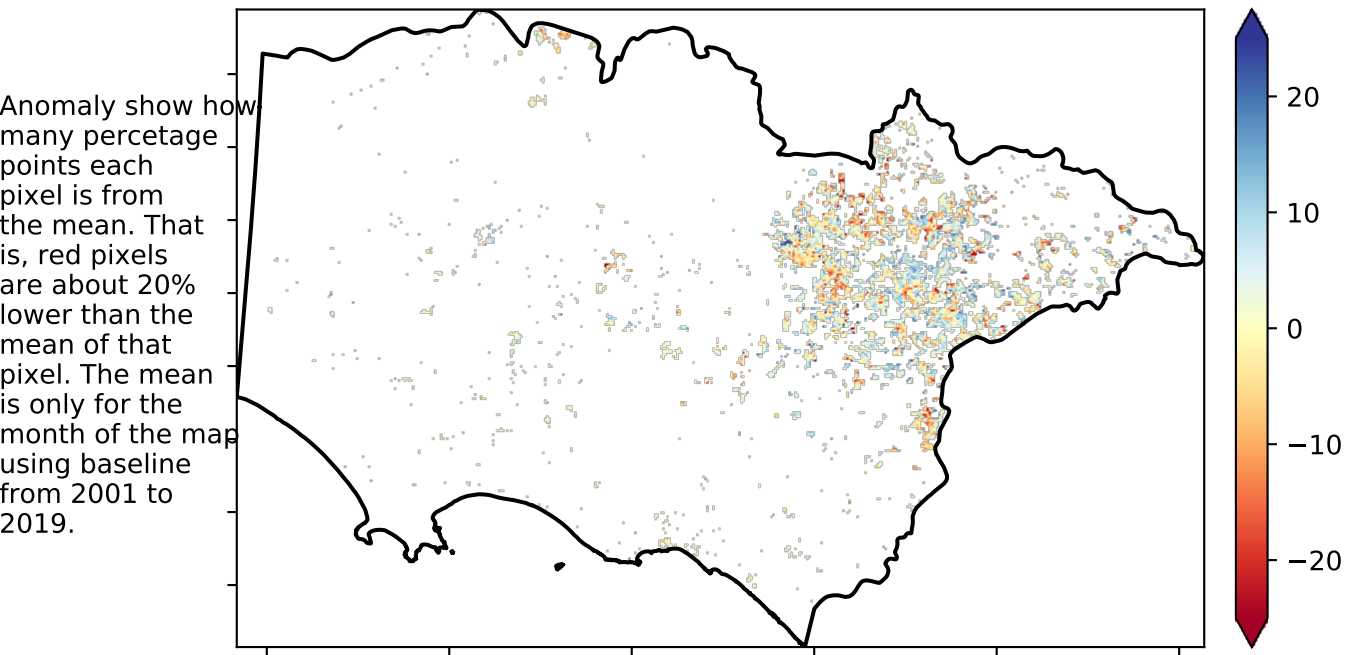 Anomaly show how
many percetage
points each
pixel is from
the mean. That
is, red pixels
are about 20%
lower than the
mean of that
pixel. The mean
is only for the
month of the map
using baseline
from 2001 to
2019.
20
10
0
−10
−20